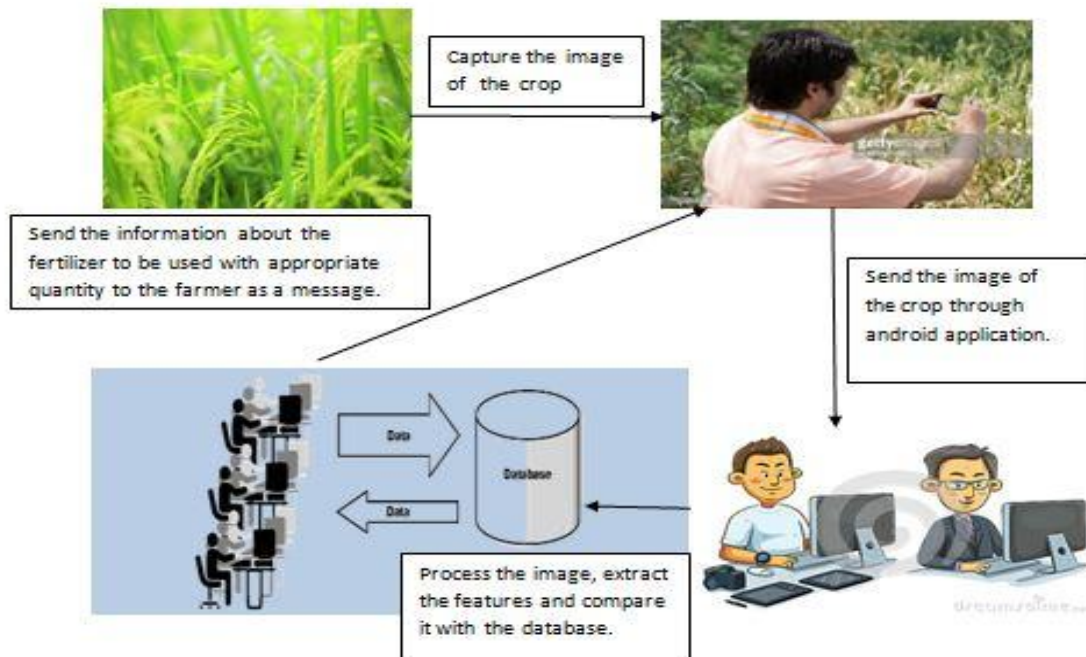 Capture the image
of the crop
gettyimages
Send the information about the
fertilizer to be used with appropriate
quantity to the farmer as a message.
Send the image of
the crop through
android application.
Data
Database
Data
Process the image, extract
the features and compare
it with the database.
dreamstime